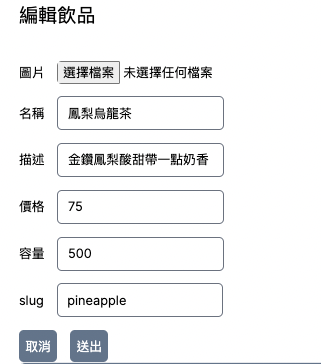 編輯飲品
圖片 選擇檔案 未選擇任何檔案
名稱 鳳梨烏龍茶
描述 金鑽鳳梨酸甜帶一點奶香
價格 75
容量 500
slug pineapple
取消 送出